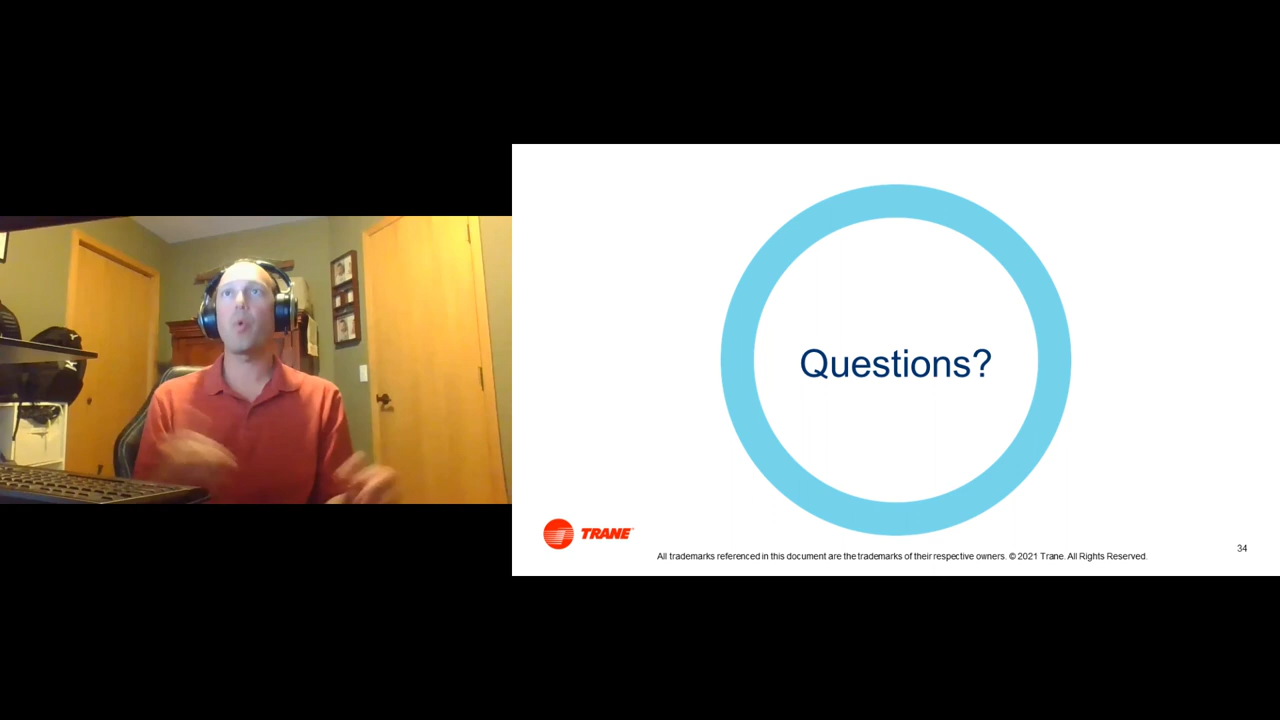 Questions?
TRANE
All trademarks referenced in this document are the trademarks of their respective owners. © 2021 Trane. All Rights Reserved.
34